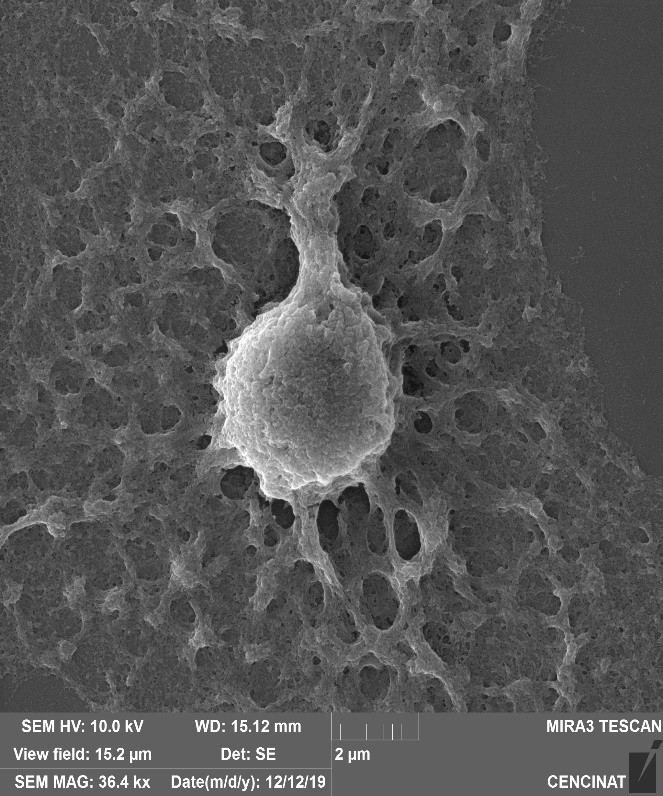 SEM HV: 10.0 kV WD: 15.12 mm MIRA3 TESCAN
View field: 15.2 µm Det: SE 2 µm
SEM MAG: 36.4 kx Date(m/d/y): 12/12/19 CENCINAT